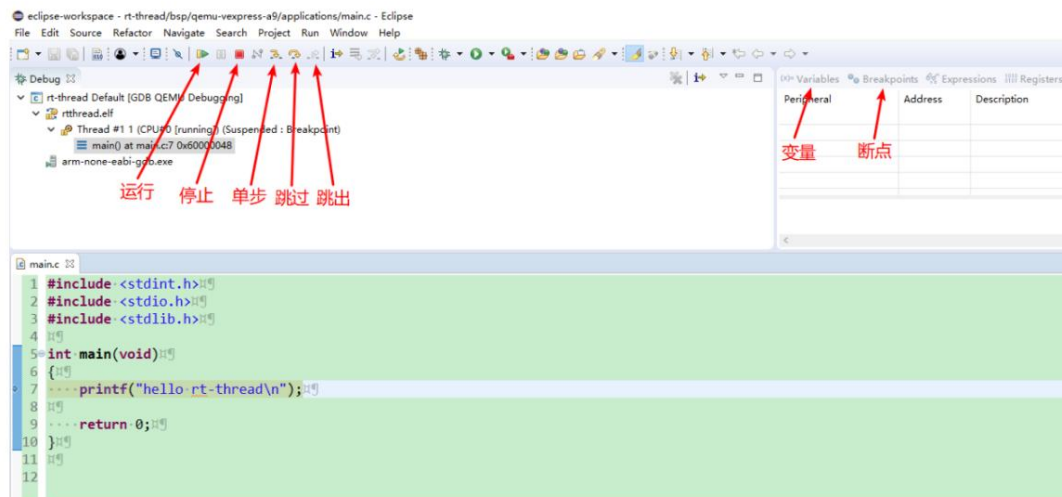 eclipse-workspace - rt-thread/bsp/qemu-vexpress-a9/applications/main.c - Eclipse
File Edit Source Refactor Navigate Search Project Run Window Help
Debug
rt-thread Default [GDB QEMU Debugging]
rtthread.elf
Thread #1 1 (CPU#0 [running]) (Suspended : Breakpoint)
main() at main.c:7 0x60000048
arm-none-eabi-gdb.exe
运行 停止 单步 跳过 跳出
Variables Breakpoints Expressions Registers
Peripheral Address Description
变量 断点
main.c
1 #include <stdint.h>
2 #include <stdio.h>
3 #include <stdlib.h>
4
5 int main(void)
6 {
7 printf("hello rt-thread\n");
8
9 return 0;
10 }
11
12